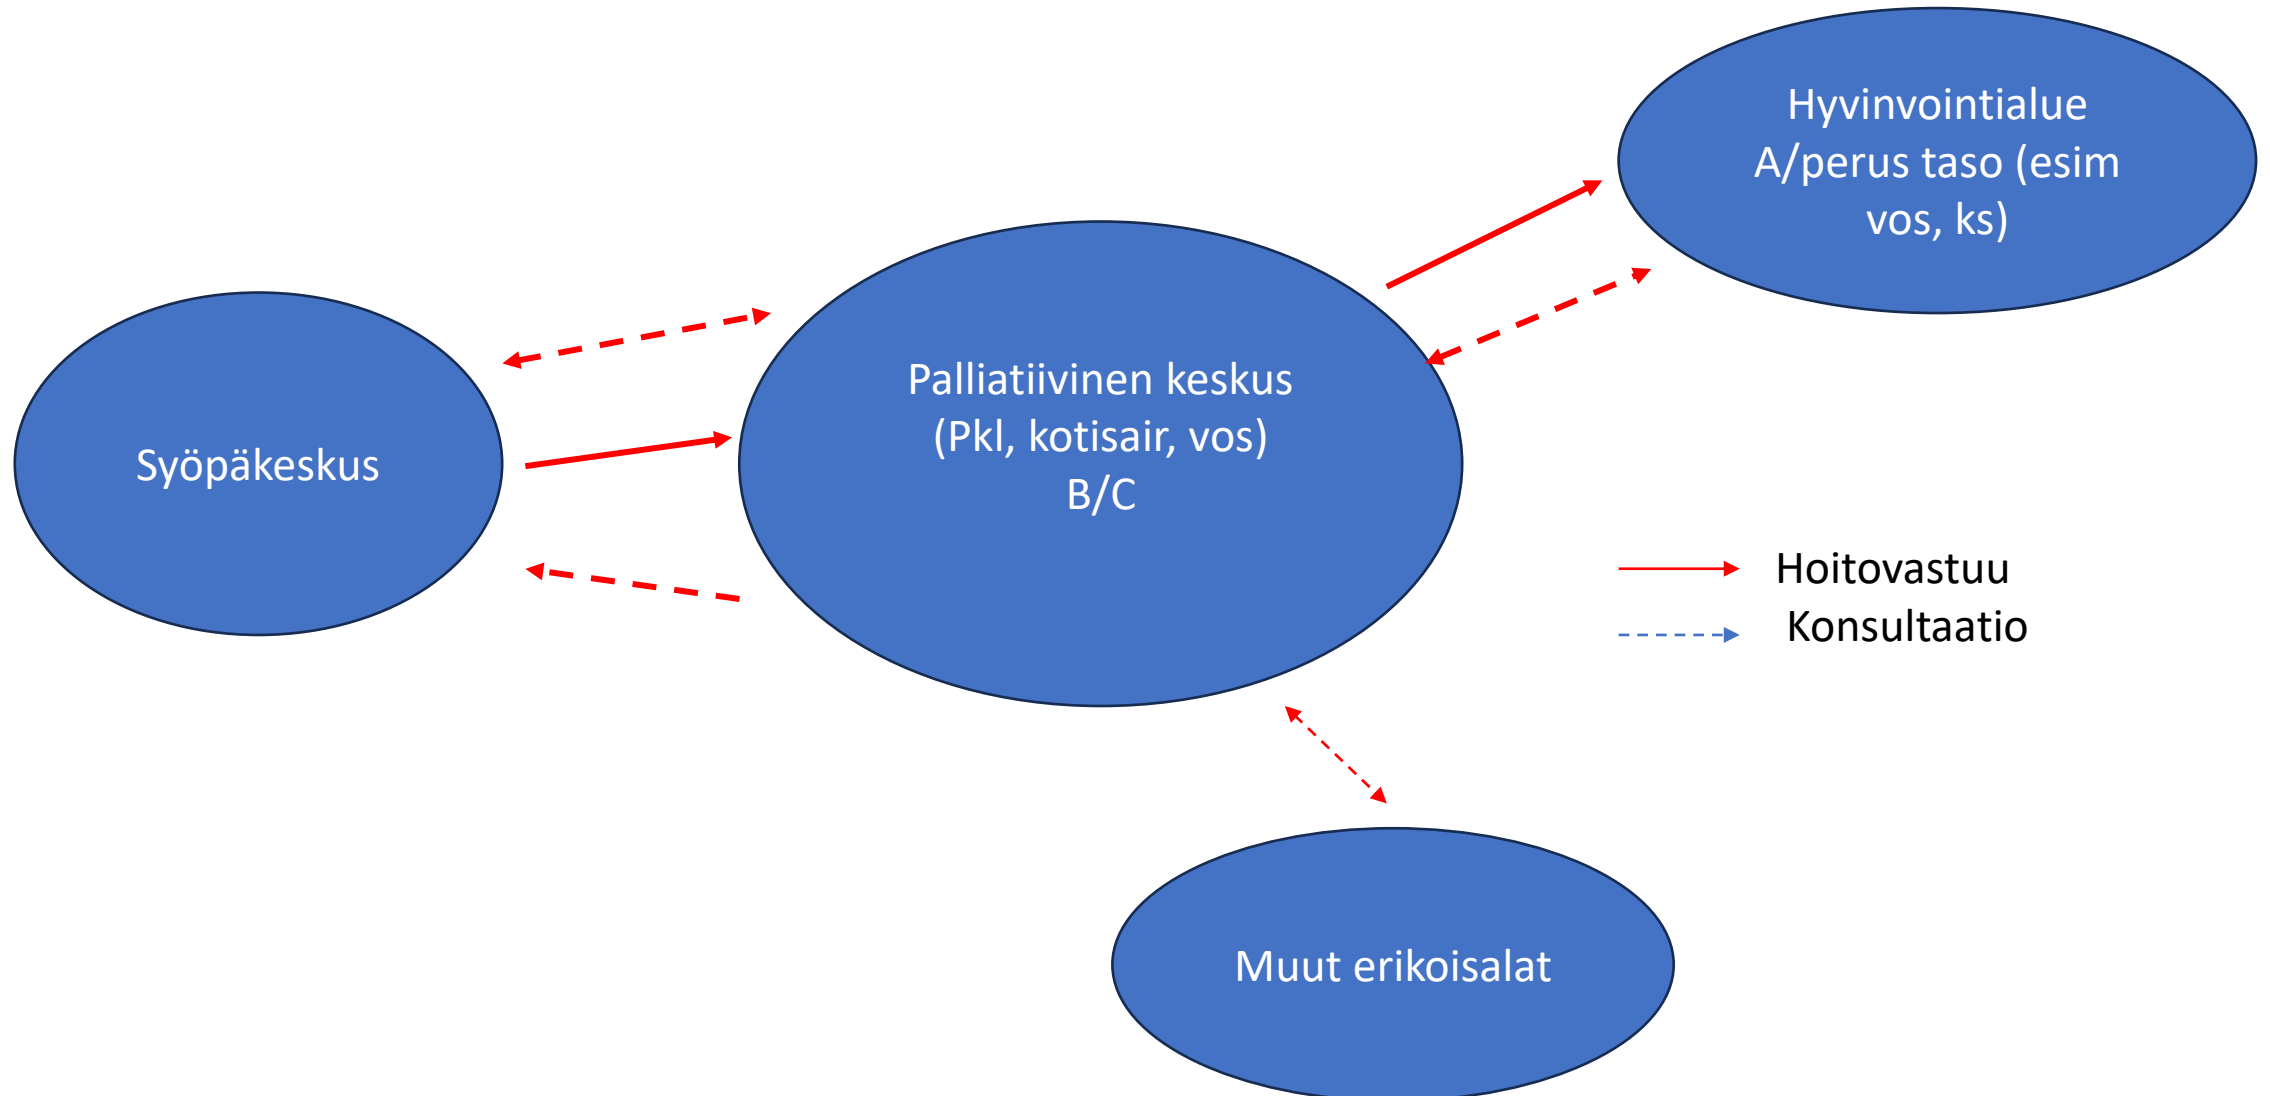 Hyvinvointialue
A/perus taso (esim
vos, ks)
Palliatiivinen keskus
(Pkl, kotisair, vos)
B/C
Syöpäkeskus
Hoitovastuu
Konsultaatio
Muut erikoisalat